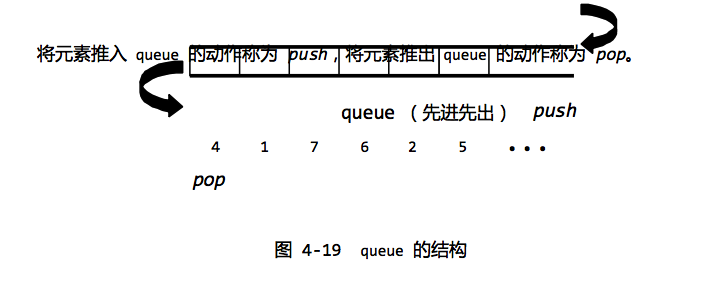 将元素推入 queue 的动作称为 push，将元素推出 queue 的动作称为 pop。
queue （先进先出） push
4 1 7 6 2 5 •••
pop
图 4-19 queue 的结构